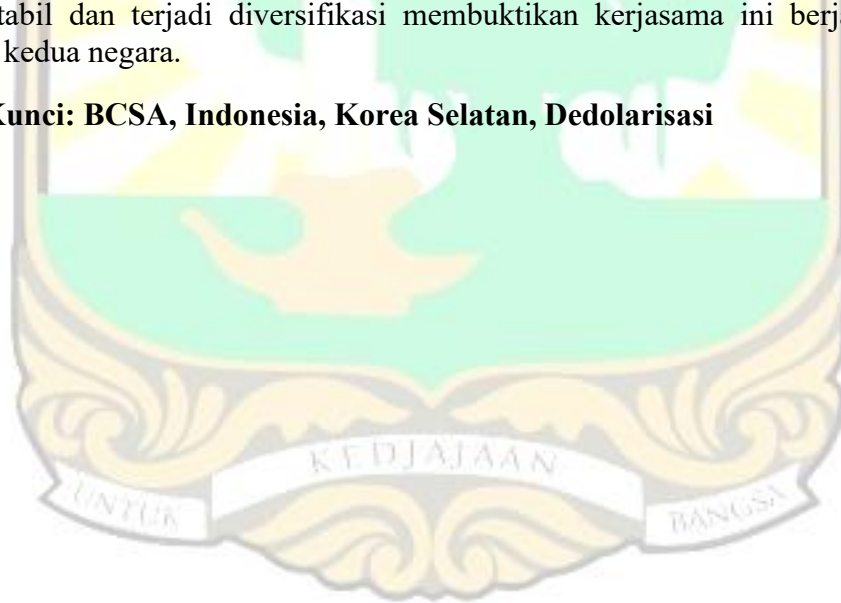 tabil dan terjadi diversifikasi membuktikan kerjasama ini berj
kedua negara.
Kunci: BCSA, Indonesia, Korea Selatan, Dedolarisasi
KEDJAJAAN
UNTUK
BANGSA